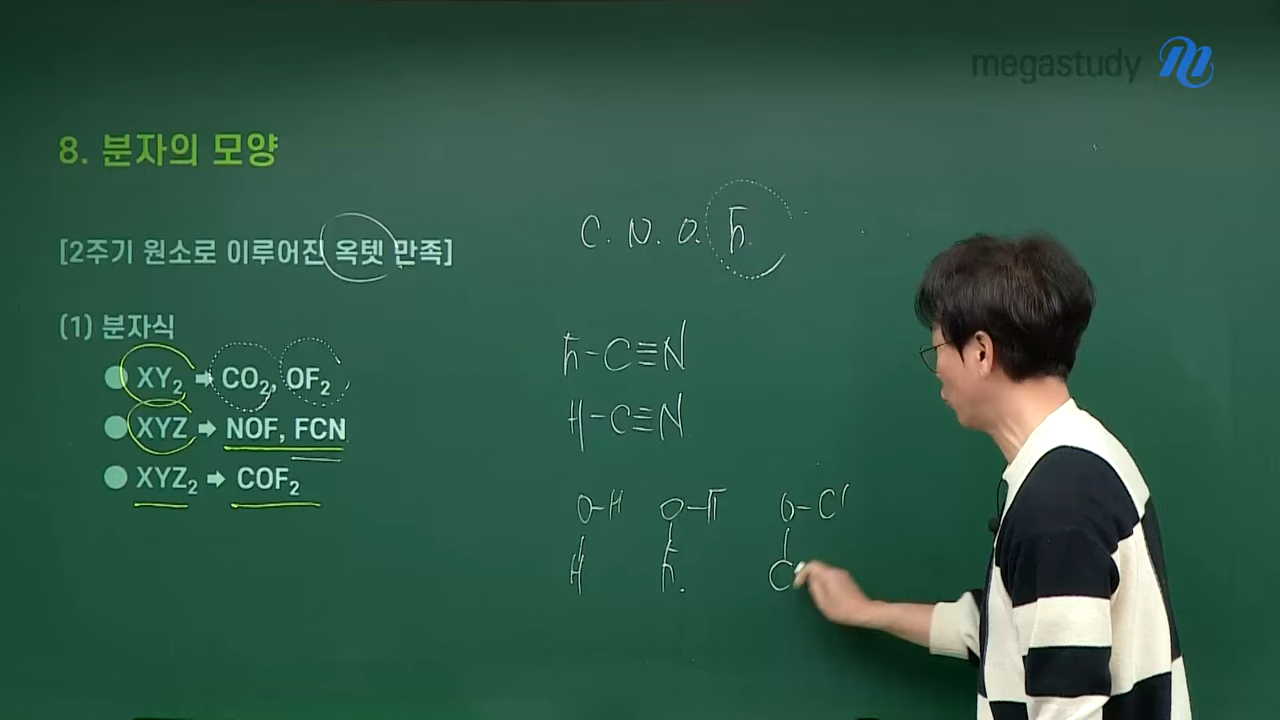 megastudy
8. 분자의 모양
[2주기 원소로 이루어진 옥텟 만족]
(1) 분자식
XY₂ ➡ CO₂, OF₂
XYZ ➡ NOF, FCN
XYZ₂ ➡ COF₂
C. N. O. F.
F-C≡N
H-C≡N
O-H O-F O-Cl
H F. C